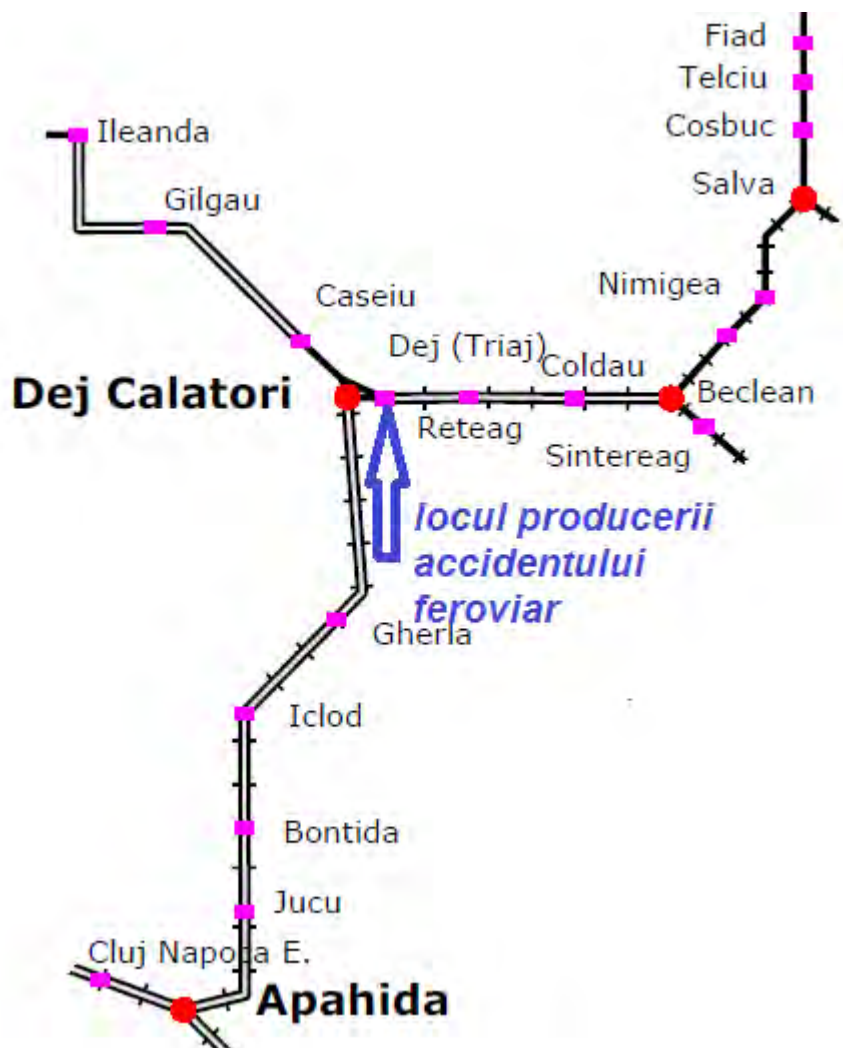 Fiad
Telciu
Cosbuc
Ileanda
Salva
Gilgau
Nimigea
Caseiu
Dej (Triaj)
Coldau
Dej Calatori
Beclean
Reteag
Sintereag
locul producerii
accidentului
feroviar
Gherla
Iclod
Bontida
Jucu
Cluj Napoca E.
Apahida